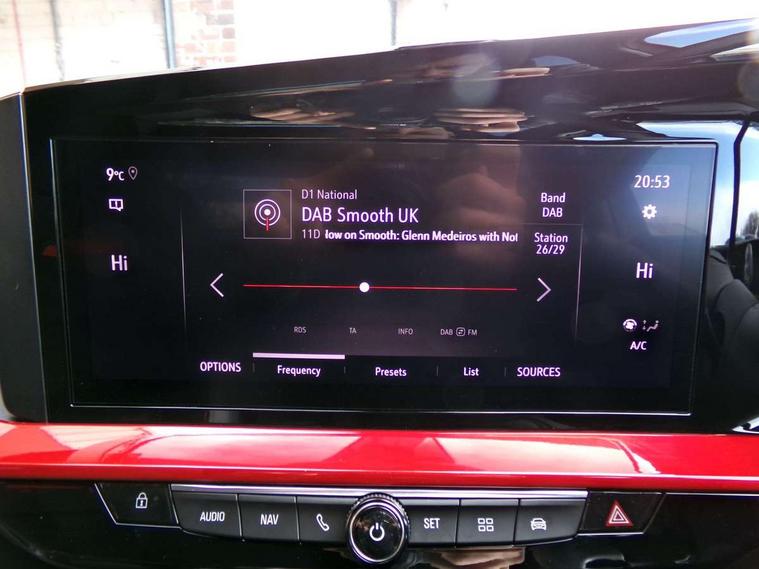 9°C
Hi
D1 National
DAB Smooth UK
11D low on Smooth: Glenn Medeiros with Not
Band
DAB
Station
26/29
20:53
Hi
A/C
RDS TA INFO DAB FM
OPTIONS Frequency Presets List SOURCES
AUDIO NAV SET